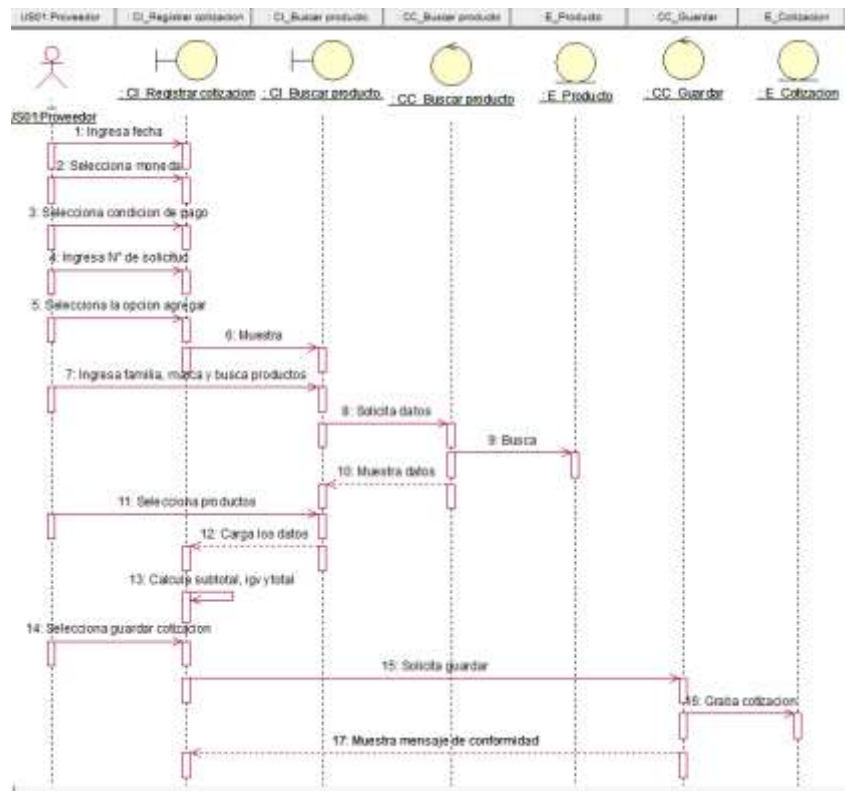 US01:Proveedor CI_Registrar cotizacion CI_Buscar producto CC_Buscar producto E_Producto CC_Guardar E_Cotizacion
: CI_Registrar cotizacion : CI_Buscar producto : CC_Buscar producto : E_Producto : CC_Guardar : E_Cotizacion
US01:Proveedor
1: Ingresa fecha
2: Selecciona moneda
3: Selecciona condicion de pago
4: Ingresa N° de solicitud
5: Selecciona la opcion agregar
6: Muestra
7: Ingresa familia, marca y busca productos
8: Solicita datos
9: Busca
10: Muestra datos
11: Selecciona productos
12: Carga los datos
13: Calcula subtotal, igv y total
14: Selecciona guardar cotizacion
15: Solicita guardar
16: Graba cotizacion
17: Muestra mensaje de conformidad